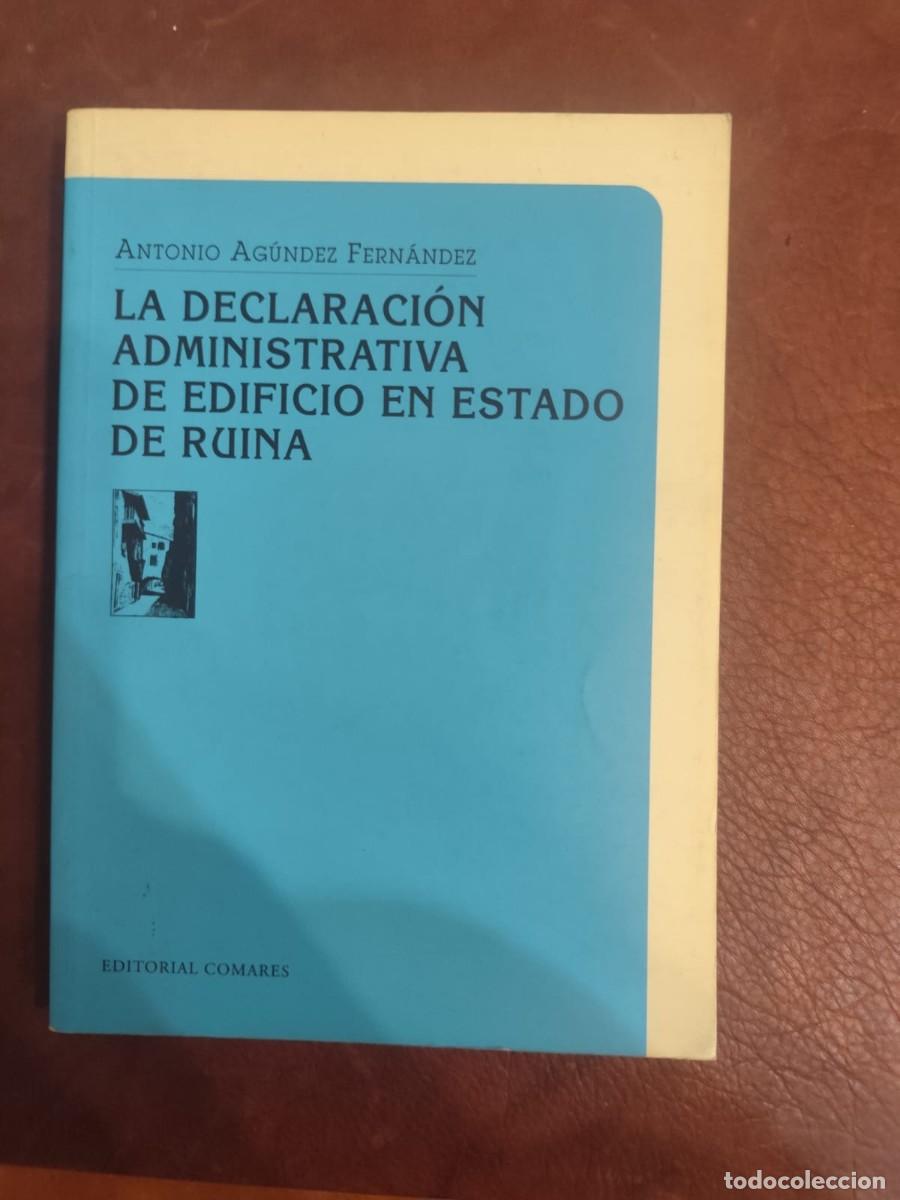 ANTONIO AGÚNDEZ FERNÁNDEZ
LA DECLARACIÓN
ADMINISTRATIVA
DE EDIFICIO EN ESTADO
DE RUINA
EDITORIAL COMARES
todocoleccion